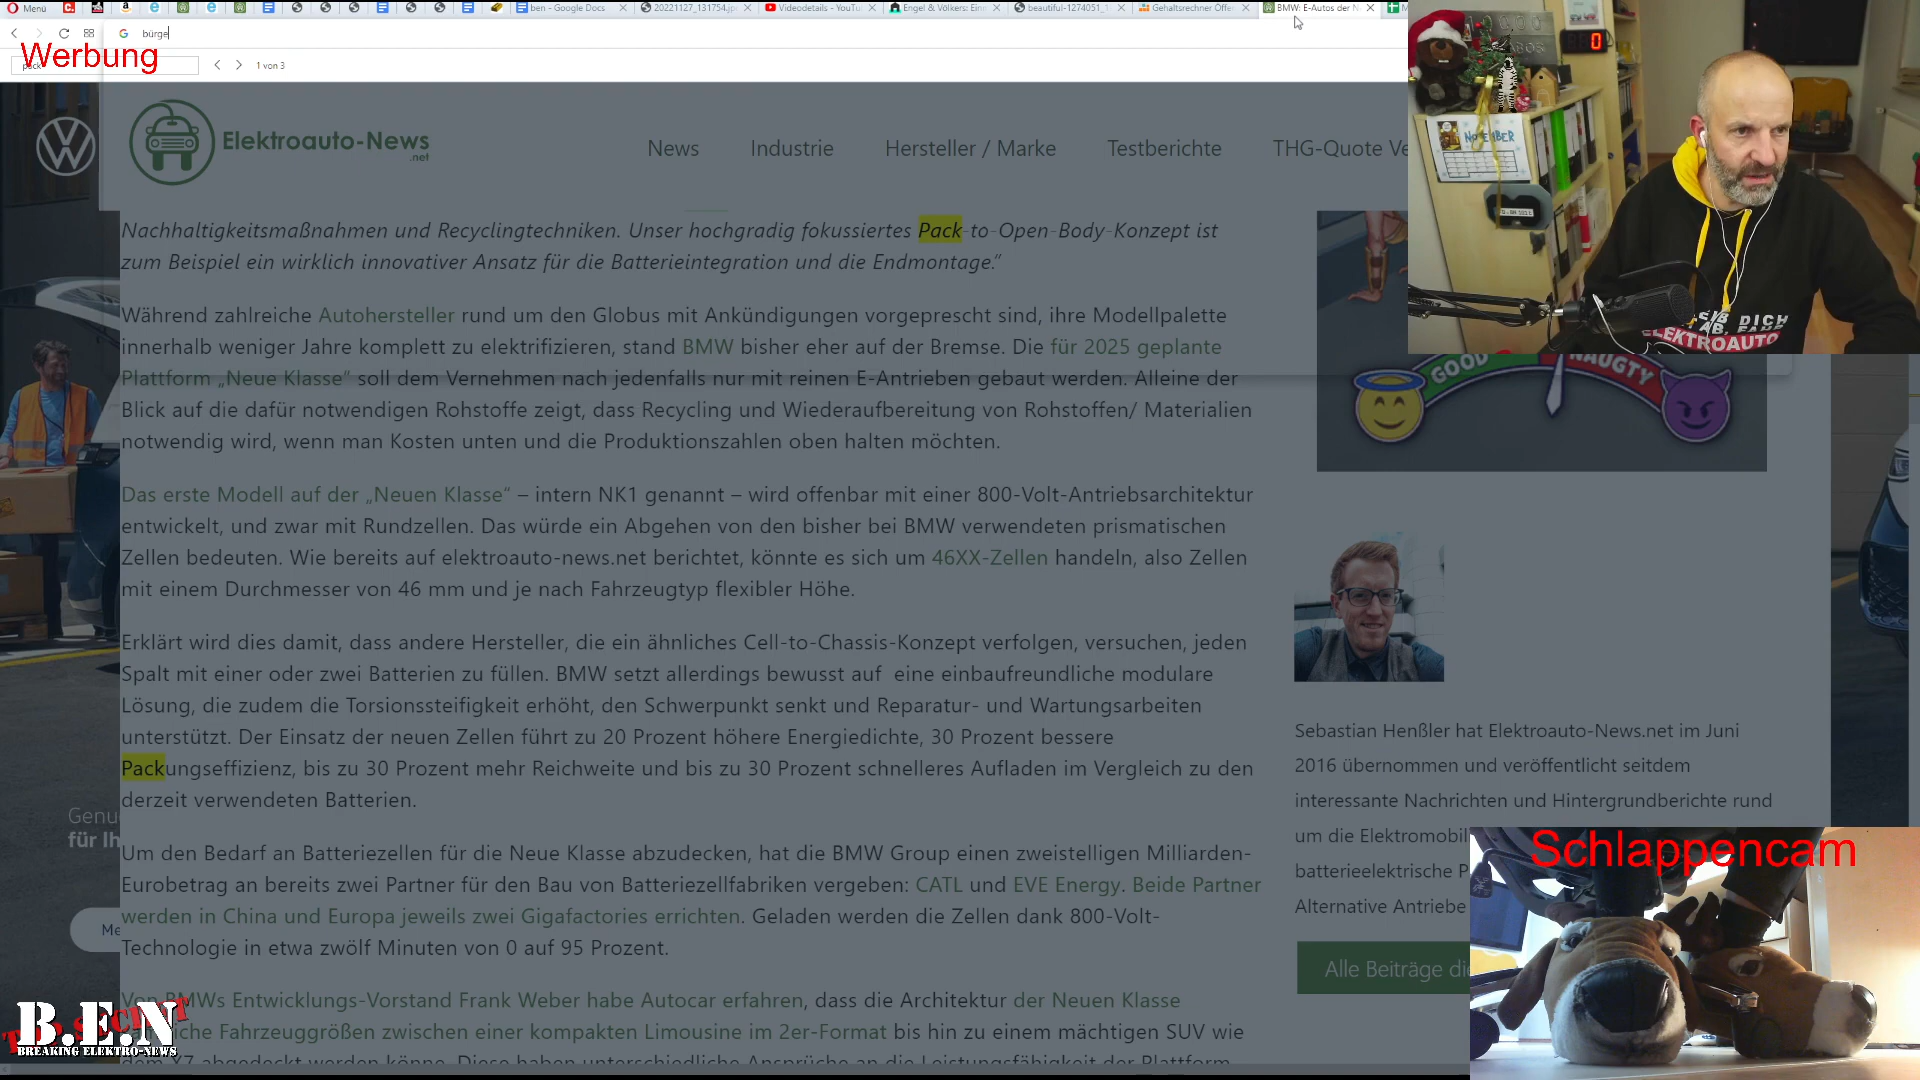 Menü
ben - Google Docs
20221127_131754.jp
Videodetails - YouTu
Engel & Völkers: Ein
beautiful-1274051_1
Gehaltsrechner Öffe
BMW: E-Autos der N
bürge
Werbung
1 von 3
Elektroauto-News
.net
News
Industrie
Hersteller / Marke
Testberichte
THG-Quote Ve
Nachhaltigkeitsmaßnahmen und Recyclingtechniken. Unser hochgradig fokussiertes Pack-to-Open-Body-Konzept ist
zum Beispiel ein wirklich innovativer Ansatz für die Batterieintegration und die Endmontage.“
Während zahlreiche Autohersteller rund um den Globus mit Ankündigungen vorgeprescht sind, ihre Modellpalette
innerhalb weniger Jahre komplett zu elektrifizieren, stand BMW bisher eher auf der Bremse. Die für 2025 geplante
Plattform „Neue Klasse“ soll dem Vernehmen nach jedenfalls nur mit reinen E-Antrieben gebaut werden. Alleine der
Blick auf die dafür notwendigen Rohstoffe zeigt, dass Recycling und Wiederaufbereitung von Rohstoffen/ Materialien
notwendig wird, wenn man Kosten unten und die Produktionszahlen oben halten möchten.
Das erste Modell auf der „Neuen Klasse“ – intern NK1 genannt – wird offenbar mit einer 800-Volt-Antriebsarchitektur
entwickelt, und zwar mit Rundzellen. Das würde ein Abgehen von den bisher bei BMW verwendeten prismatischen
Zellen bedeuten. Wie bereits auf elektroauto-news.net berichtet, könnte es sich um 46XX-Zellen handeln, also Zellen
mit einem Durchmesser von 46 mm und je nach Fahrzeugtyp flexibler Höhe.
Erklärt wird dies damit, dass andere Hersteller, die ein ähnliches Cell-to-Chassis-Konzept verfolgen, versuchen, jeden
Spalt mit einer oder zwei Batterien zu füllen. BMW setzt allerdings bewusst auf eine einbaufreundliche modulare
Lösung, die zudem die Torsionssteifigkeit erhöht, den Schwerpunkt senkt und Reparatur- und Wartungsarbeiten
unterstützt. Der Einsatz der neuen Zellen führt zu 20 Prozent höhere Energiedichte, 30 Prozent bessere
Packungseffizienz, bis zu 30 Prozent mehr Reichweite und bis zu 30 Prozent schnelleres Aufladen im Vergleich zu den
derzeit verwendeten Batterien.
Um den Bedarf an Batteriezellen für die Neue Klasse abzudecken, hat die BMW Group einen zweistelligen Milliarden-
Eurobetrag an bereits zwei Partner für den Bau von Batteriezellfabriken vergeben: CATL und EVE Energy. Beide Partner
werden in China und Europa jeweils zwei Gigafactories errichten. Geladen werden die Zellen dank 800-Volt-
Technologie in etwa zwölf Minuten von 0 auf 95 Prozent.
Von BMWs Entwicklungs-Vorstand Frank Weber habe Autocar erfahren, dass die Architektur der Neuen Klasse
iche Fahrzeuggrößen zwischen einer kompakten Limousine im 2er-Format bis hin zu einem mächtigen SUV wie
X7 abgedeckt werden könne. Diese haben unterschiedliche Ansprüche an die Leistungsfähigkeit der Plattform
GOOD
NAUGTY
Sebastian Henßler hat Elektroauto-News.net im Juni
2016 übernommen und veröffentlicht seitdem
interessante Nachrichten und Hintergrundberichte rund
um die Elektromobil
batterieelektrische P
Alternative Antriebe
Alle Beiträge di
Genu
für Ih
Me
B.E.N
BREAKING ELEKTRO-NEWS
NOVEMBER
0
EIB DICH
AB, FAHR
ELEKTROAUTO
Schlappencam